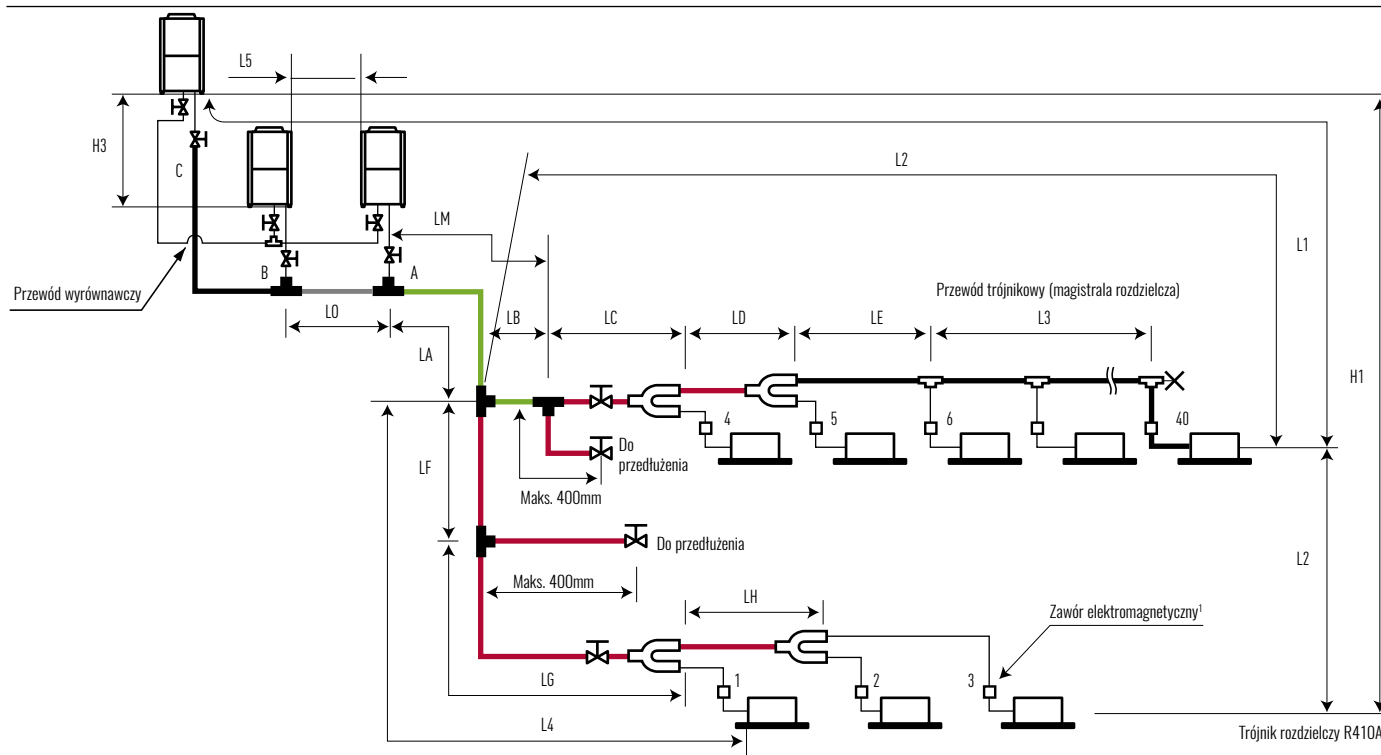 L5
L2
H3
C
LM
L1
B
A
Przewód wyrównawczy
Przewód trójnikowy (magistrala rozdzielcza)
LO
LB
LC
LD
LE
L3
LA
H1
4
5
6
40
Do
przedłużenia
LF
Maks. 400mm
Do przedłużenia
L2
Maks. 400mm
LH
Zawór elektromagnetyczny¹
LG
1
2
3
L4
Trójnik rozdzielczy R410A